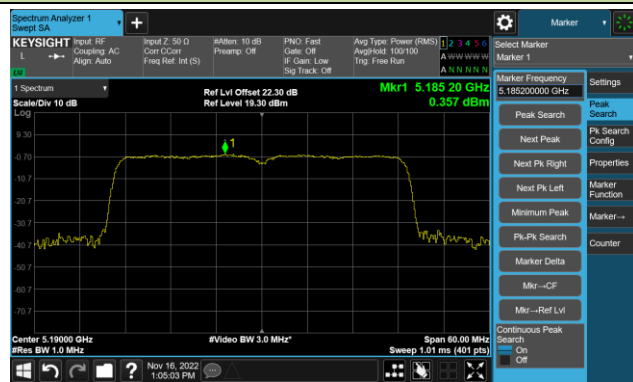 Spectrum Analyzer 1
Swept SA
Marker
KEYSIGHT
L
Input: RF
Coupling: AC
Align: Auto
Input Z: 50 Ω
Corr CCorr
Freq Ref: Int (S)
#Atten: 10 dB
Preamp: Off
PNO: Fast
Gate: Off
IF Gain: Low
Sig Track: Off
Avg Type: Power (RMS)
Avg|Hold: 100/100
Trig: Free Run
1 2 3 4 5 6
A W W W W W
A N N N N N
Select Marker
Marker 1
1 Spectrum
Scale/Div 10 dB
Log
Ref Lvl Offset 22.30 dB
Ref Level 19.30 dBm
Mkr1 5.185 20 GHz
0.357 dBm
1
9.30
-0.70
-10.7
-20.7
-30.7
-40.7
-50.7
-60.7
-70.7
Center 5.19000 GHz
#Res BW 1.0 MHz
#Video BW 3.0 MHz*
Span 60.00 MHz
Sweep 1.01 ms (401 pts)
Marker Frequency
5.185200000 GHz
Peak Search
Next Peak
Next Pk Right
Next Pk Left
Minimum Peak
Pk-Pk Search
Marker Delta
Mkr→CF
Mkr→Ref Lvl
Continuous Peak
Search
On
Off
Settings
Peak
Search
Pk Search
Config
Properties
Marker
Function
Marker→
Counter
Nov 16, 2022
1:05:03 PM